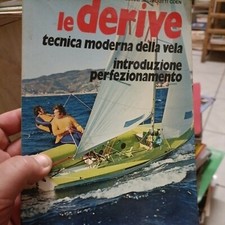 le derive
tecnica moderna della vela
introduzione
perfezionamento